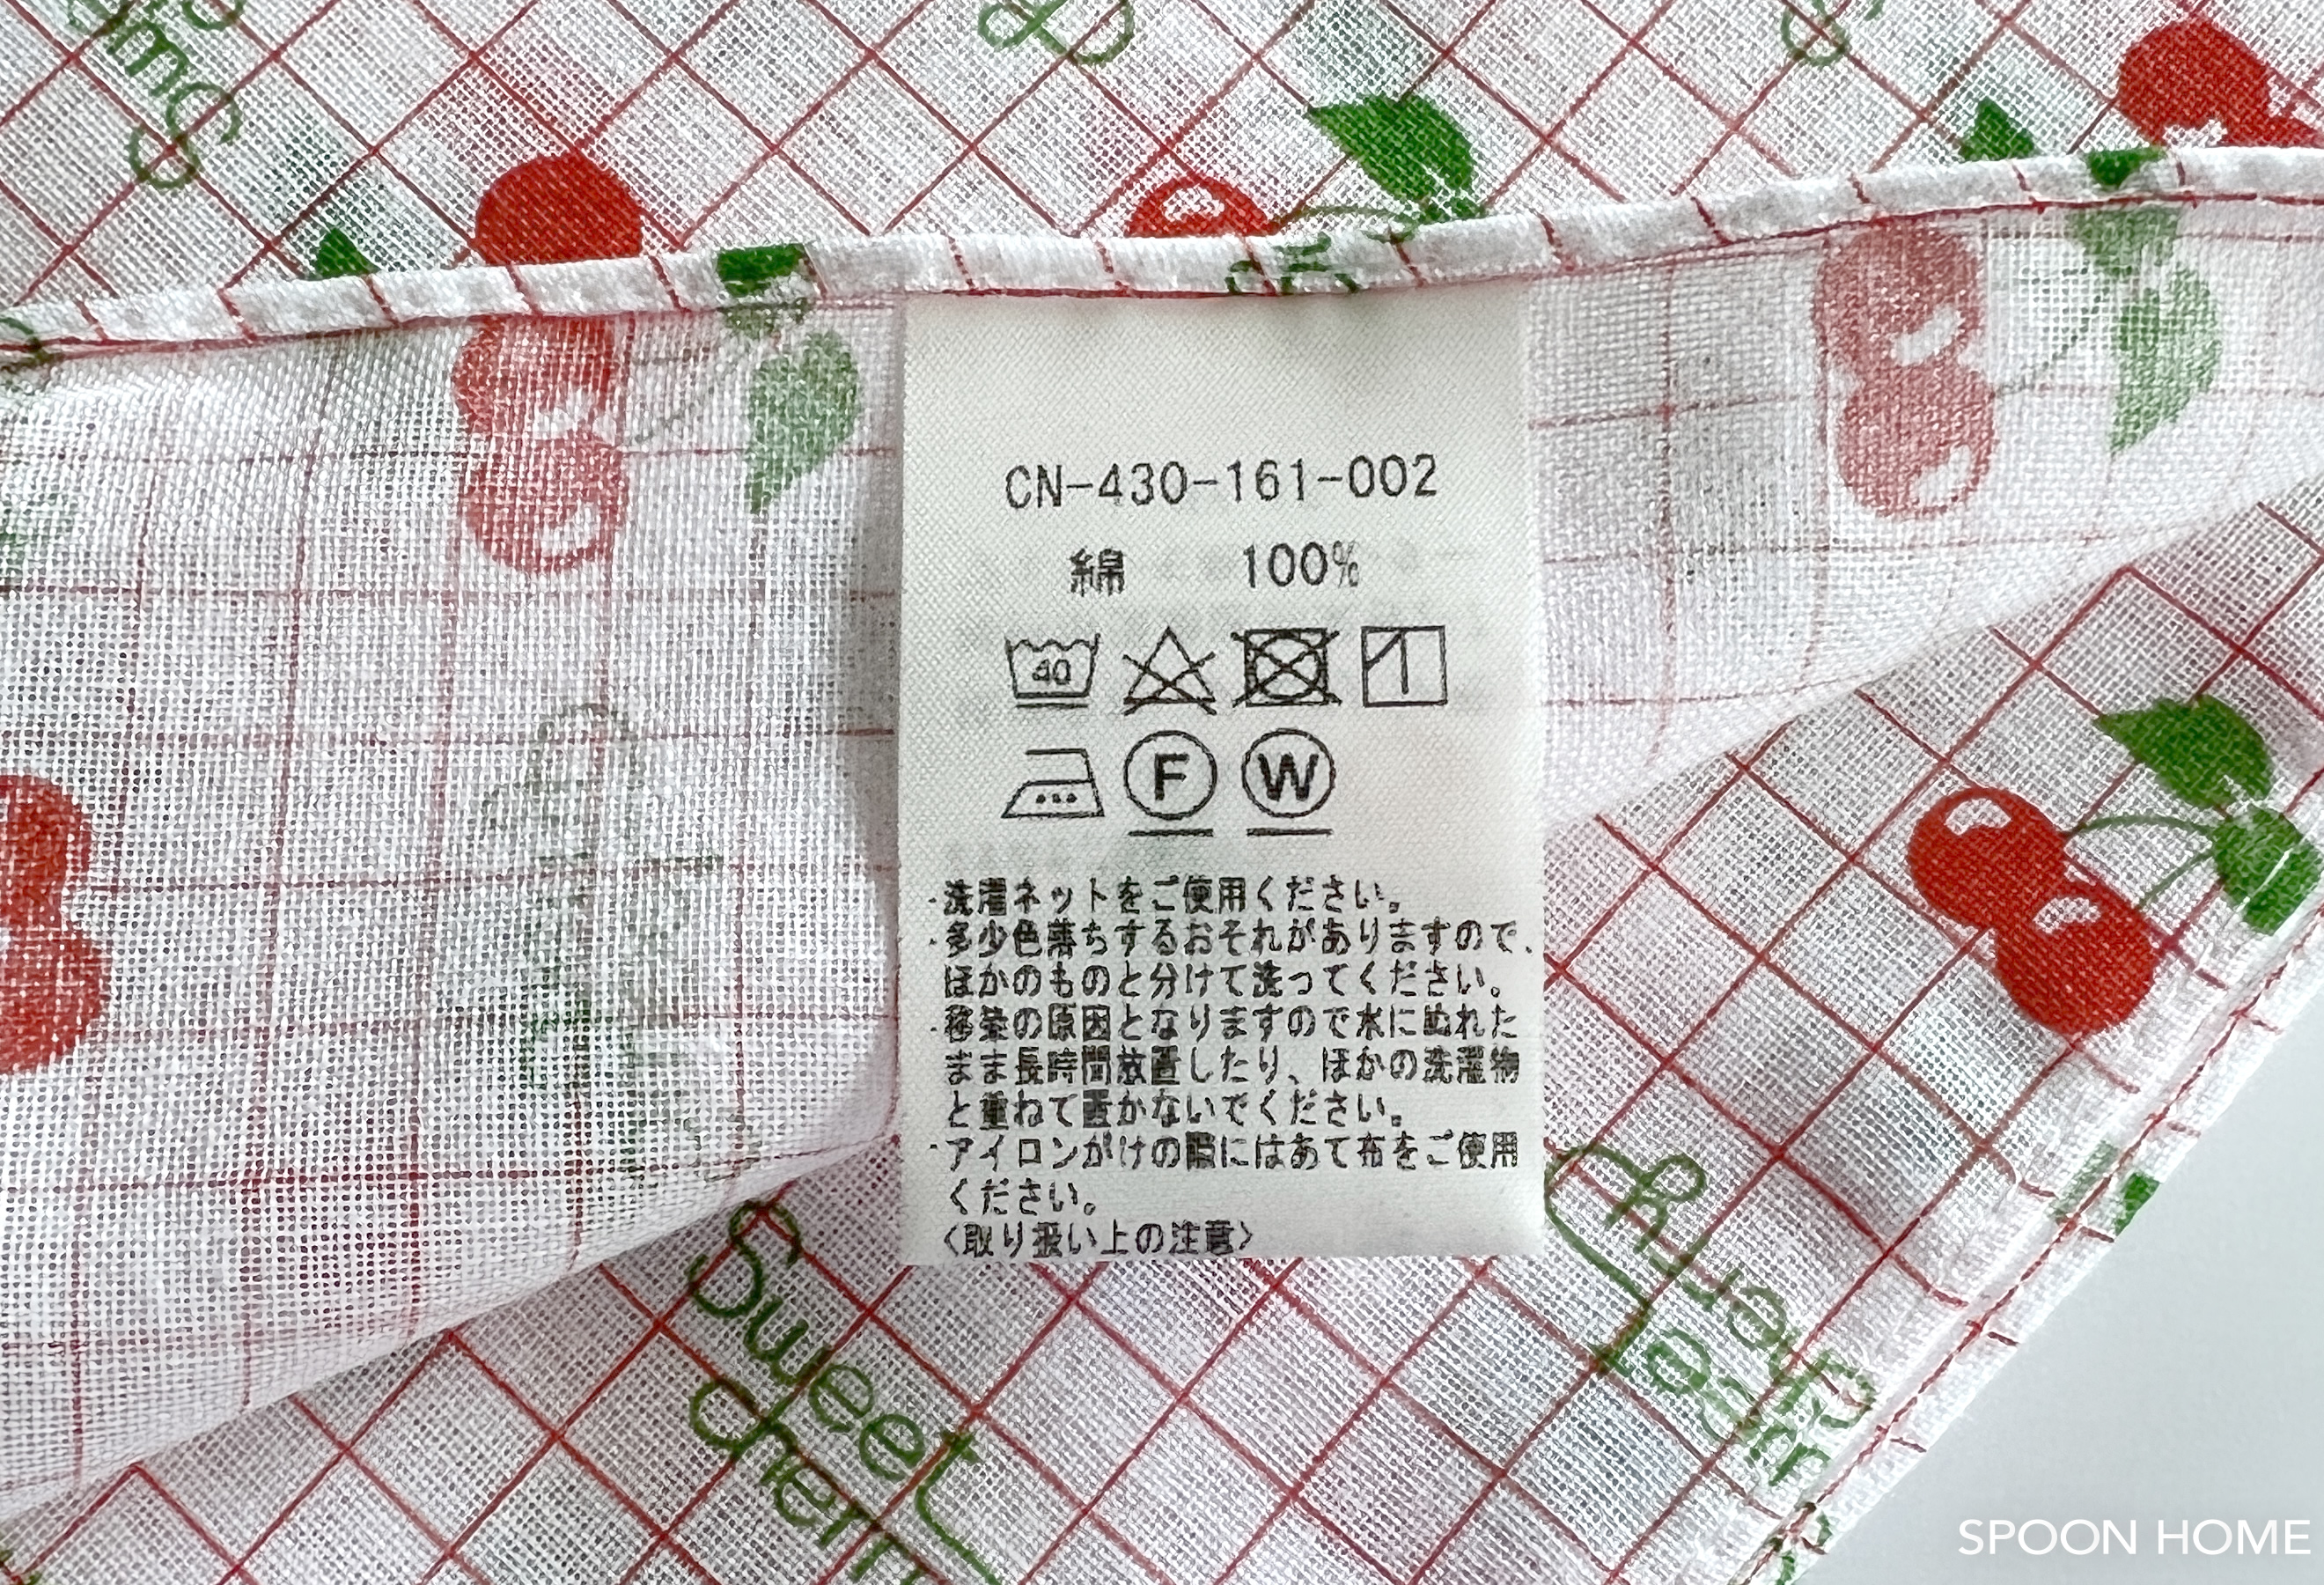 CN-430-161-002
綿 100%
40
F W
・洗濯ネットをご使用ください。
・多少色落ちするおそれがありますので、
ほかのものと分けて洗ってください。
・移染の原因となりますので水にぬれた
まま長時間放置したり、ほかの洗濯物
と重ねて置かないでください。
・アイロンがけの際にはあて布をご使用
ください。
〈取り扱い上の注意〉
Sweet
cherry
SPOON HOME